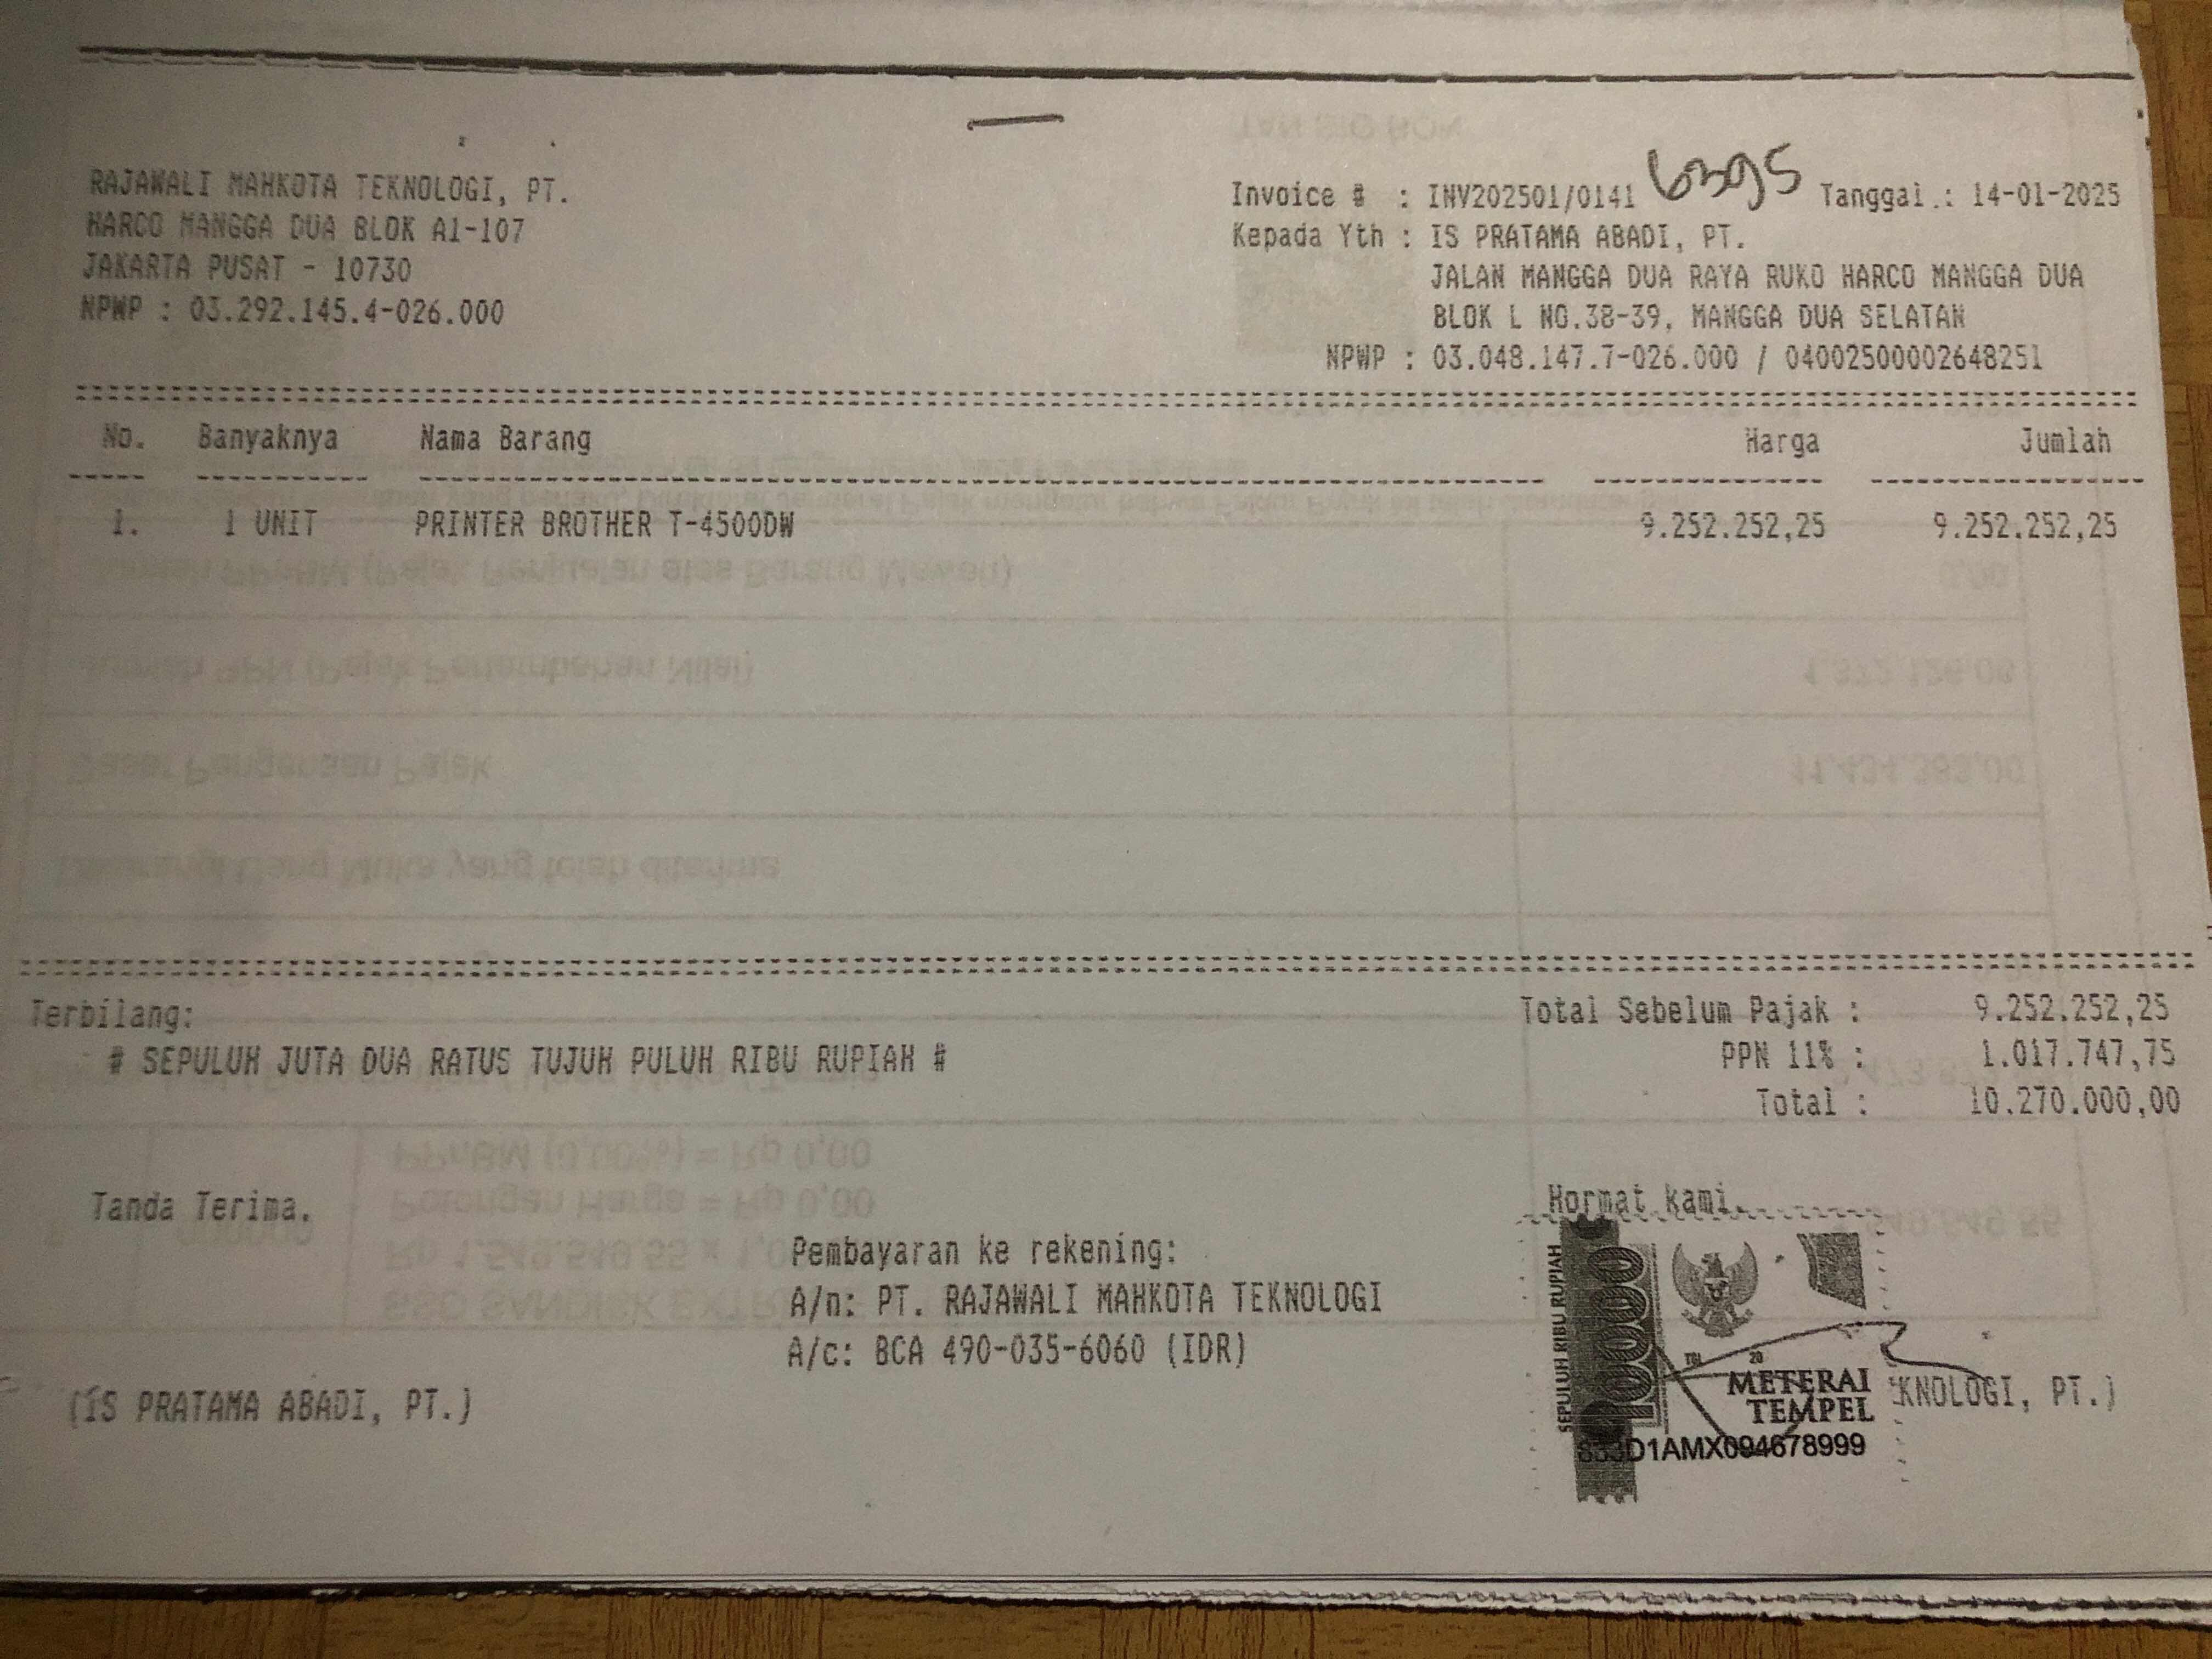 RAJAWALI MAHKOTA TEKNOLOGI, PT.
HARCO MANGGA DUA BLOK A1-107
JAKARTA PUSAT - 10730
NPWP : 03.292.145.4-026.000
Invoice # : INV202501/0141 6395 Tanggal : 14-01-2025
Kepada Yth : IS PRATAMA ABADI, PT.
JALAN MANGGA DUA RAYA RUKO HARCO MANGGA DUA
BLOK L NO.38-39, MANGGA DUA SELATAN
NPWP : 03.048.147.7-026.000 / 04002500002648251
No. Banyaknya Nama Barang Harga Jumlah
1. 1 UNIT PRINTER BROTHER T-4500DW 9.252.252,25 9.252.252,25
Terbilang:
# SEPULUH JUTA DUA RATUS TUJUH PULUH RIBU RUPIAH #
Total Sebelum Pajak : 9.252.252,25
PPN 11% : 1.017.747,75
Total : 10.270.000,00
Tanda Terima.
Pembayaran ke rekening:
A/n: PT. RAJAWALI MAHKOTA TEKNOLOGI
A/c: BCA 490-035-6060 (IDR)
(IS PRATAMA ABADI, PT.)
Hormat kami.
SEPULUH RIBU RUPIAH
10000
TGL 20
METERAI
TEMPEL
D1AMX094678999
EKNOLOGI, PT.)